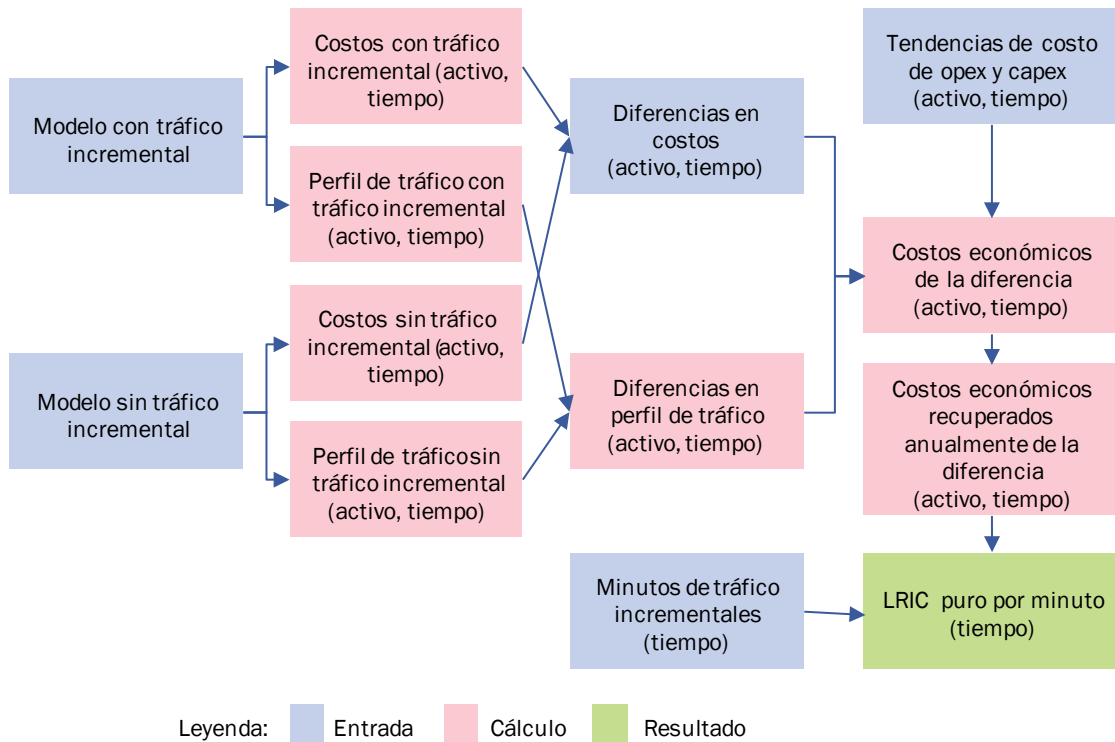 Costos con tráfico
incremental (activo,
tiempo)
Tendencias de costo
de opex y capex
(activo, tiempo)
Modelo con tráfico
incremental
Diferencias en
costos
(activo, tiempo)
Perfil de tráfico con
tráfico incremental
(activo, tiempo)
Costos económicos
de la diferencia
(activo, tiempo)
Costos sin tráfico
incremental (activo,
tiempo)
Modelo sin tráfico
incremental
Diferencias en
perfil de tráfico
(activo, tiempo)
Costos económicos
recuperados
anualmente de la
diferencia
(activo, tiempo)
Perfil de tráfico sin
tráfico incremental
(activo, tiempo)
Minutos de tráfico
incrementales
(tiempo)
LRIC puro por minuto
(tiempo)
Leyenda: Entrada Cálculo Resultado